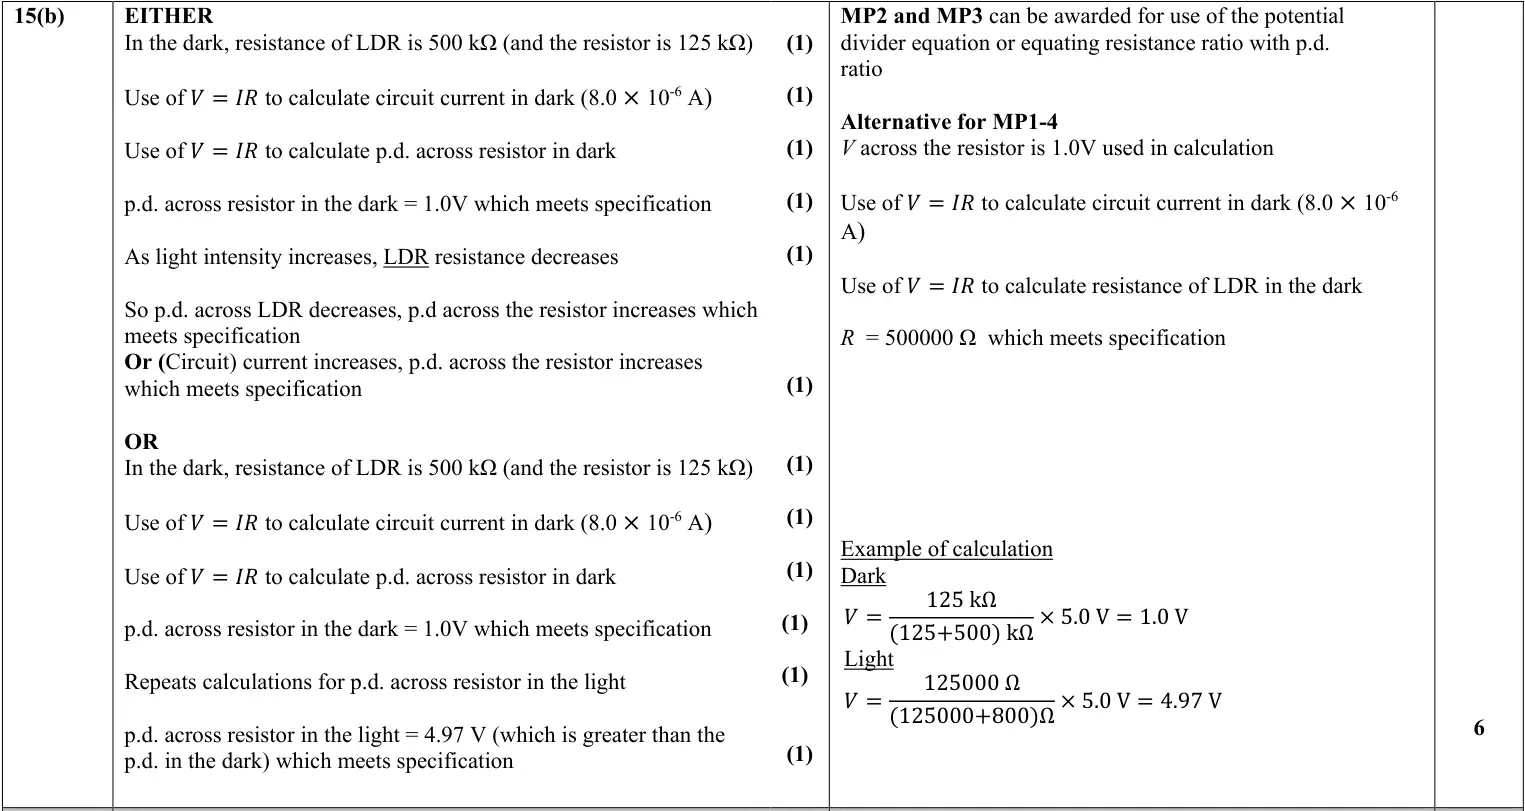 15(b)
EITHER
In the dark, resistance of LDR is 500 kΩ (and the resistor is 125 kΩ) (1)
Use of V = IR to calculate circuit current in dark (8.0 × 10⁻⁶ A) (1)
Use of V = IR to calculate p.d. across resistor in dark (1)
p.d. across resistor in the dark = 1.0V which meets specification (1)
As light intensity increases, LDR resistance decreases (1)
So p.d. across LDR decreases, p.d across the resistor increases which
meets specification
Or (Circuit) current increases, p.d. across the resistor increases
which meets specification (1)
OR
In the dark, resistance of LDR is 500 kΩ (and the resistor is 125 kΩ) (1)
Use of V = IR to calculate circuit current in dark (8.0 × 10⁻⁶ A) (1)
Use of V = IR to calculate p.d. across resistor in dark (1)
p.d. across resistor in the dark = 1.0V which meets specification (1)
Repeats calculations for p.d. across resistor in the light (1)
p.d. across resistor in the light = 4.97 V (which is greater than the
p.d. in the dark) which meets specification (1)
MP2 and MP3 can be awarded for use of the potential
divider equation or equating resistance ratio with p.d.
ratio
Alternative for MP1-4
V across the resistor is 1.0V used in calculation
Use of V = IR to calculate circuit current in dark (8.0 × 10⁻⁶
A)
Use of V = IR to calculate resistance of LDR in the dark
R = 500000 Ω which meets specification
Example of calculation
Dark
V = 125 kΩ / (125+500) kΩ × 5.0 V = 1.0 V
Light
V = 125000 Ω / (125000+800)Ω × 5.0 V = 4.97 V
6